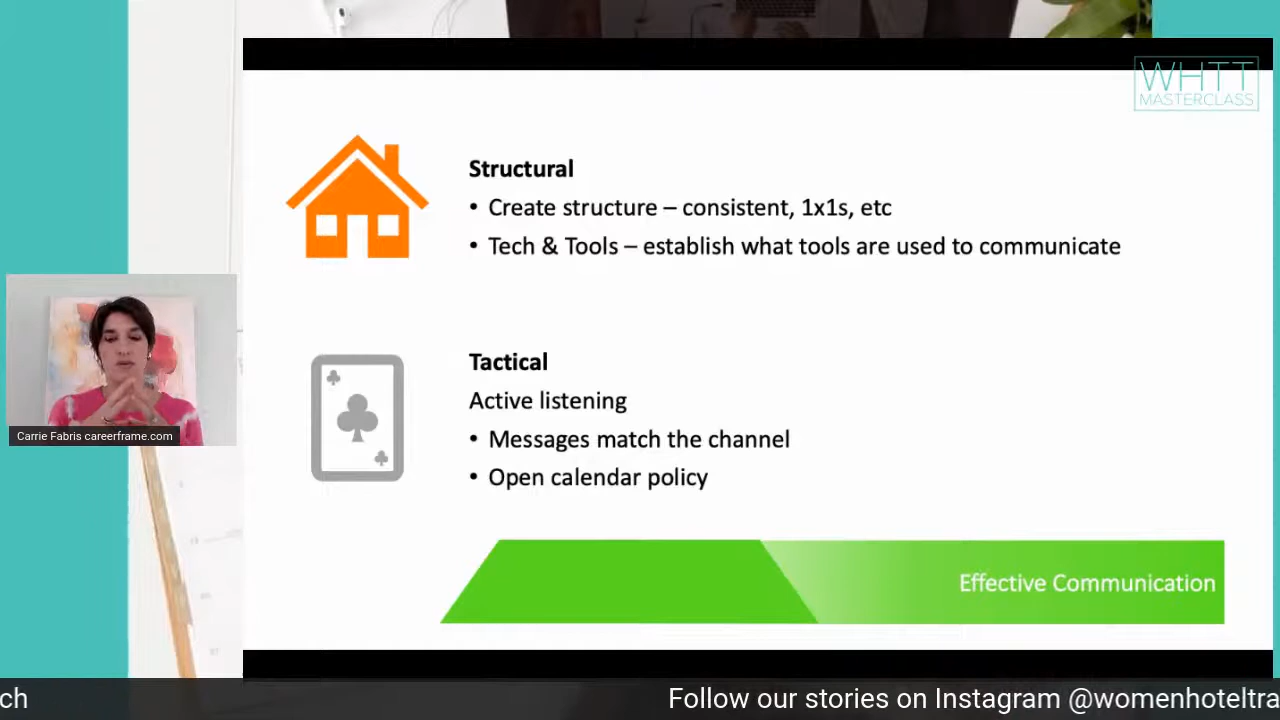 WHTT
MASTERCLASS
Structural
• Create structure – consistent, 1x1s, etc
• Tech & Tools – establish what tools are used to communicate
Tactical
Active listening
• Messages match the channel
• Open calendar policy
Effective Communication
Carrie Fabris careerframe.com
ch
Follow our stories on Instagram @womenhoteltra